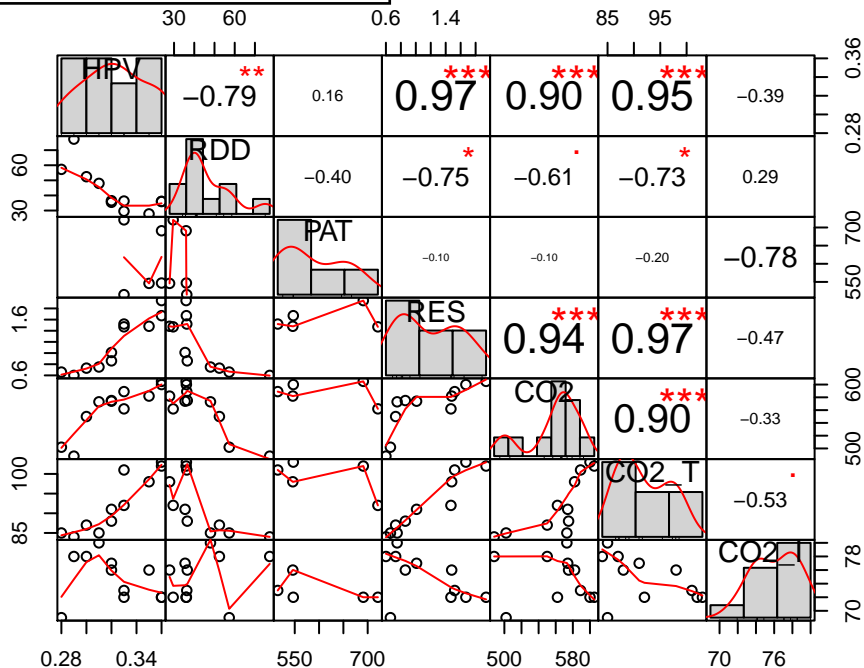 30 60 0.6 1.4 85 95
HPV ** −0.79 0.16 *** 0.97 *** 0.90 *** 0.95 −0.39 0.28 0.36
30 60 RDD −0.40 * −0.75 . −0.61 * −0.73 0.29
PAT −0.10 −0.10 −0.20 −0.78 550 700
0.6 1.6 RES *** 0.94 *** 0.97 −0.47
CO2 *** 0.90 −0.33 500 600
85 100 CO2_T . −0.53
70 78
0.28 0.34 550 700 500 580 70 76